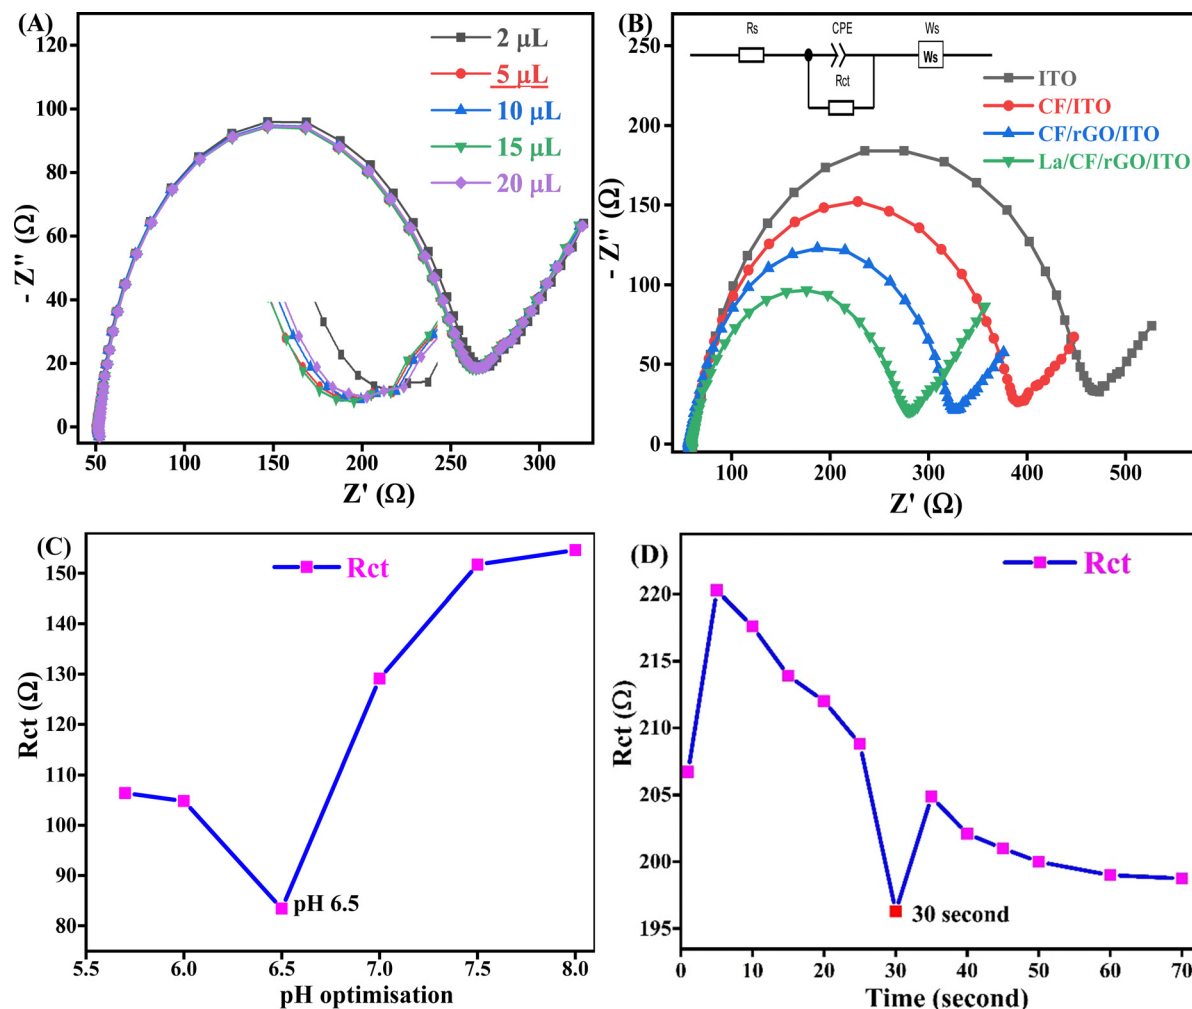 (A)
120
100
80
60
40
20
0
- Z" (Ω)
2 μL
5 μL
10 μL
15 μL
20 μL
50
100
150
200
250
300
Z' (Ω)
(B)
250
200
150
100
50
0
- Z" (Ω)
Rs
CPE
Ws
Ws
Rct
ITO
CF/ITO
CF/rGO/ITO
La/CF/rGO/ITO
100
200
300
400
500
Z' (Ω)
(C)
150
140
130
120
110
100
90
80
Rct (Ω)
Rct
pH 6.5
5.5
6.0
6.5
7.0
7.5
8.0
pH optimisation
(D)
220
215
210
205
200
195
Rct (Ω)
Rct
30 second
0
10
20
30
40
50
60
70
Time (second)